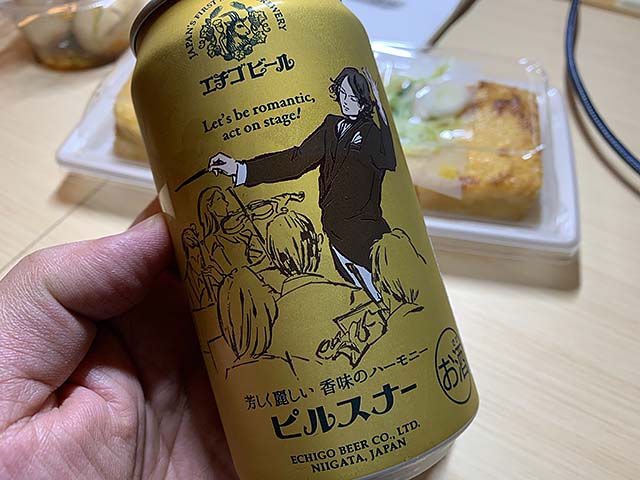 JAPAN'S FIRST
エチゴビール
Let's be romantic,
act on stage!
芳しく麗しい 香味のハーモニー
ピルスナー
お酒
ECHIGO BEER CO., LTD.
NIIGATA, JAPAN